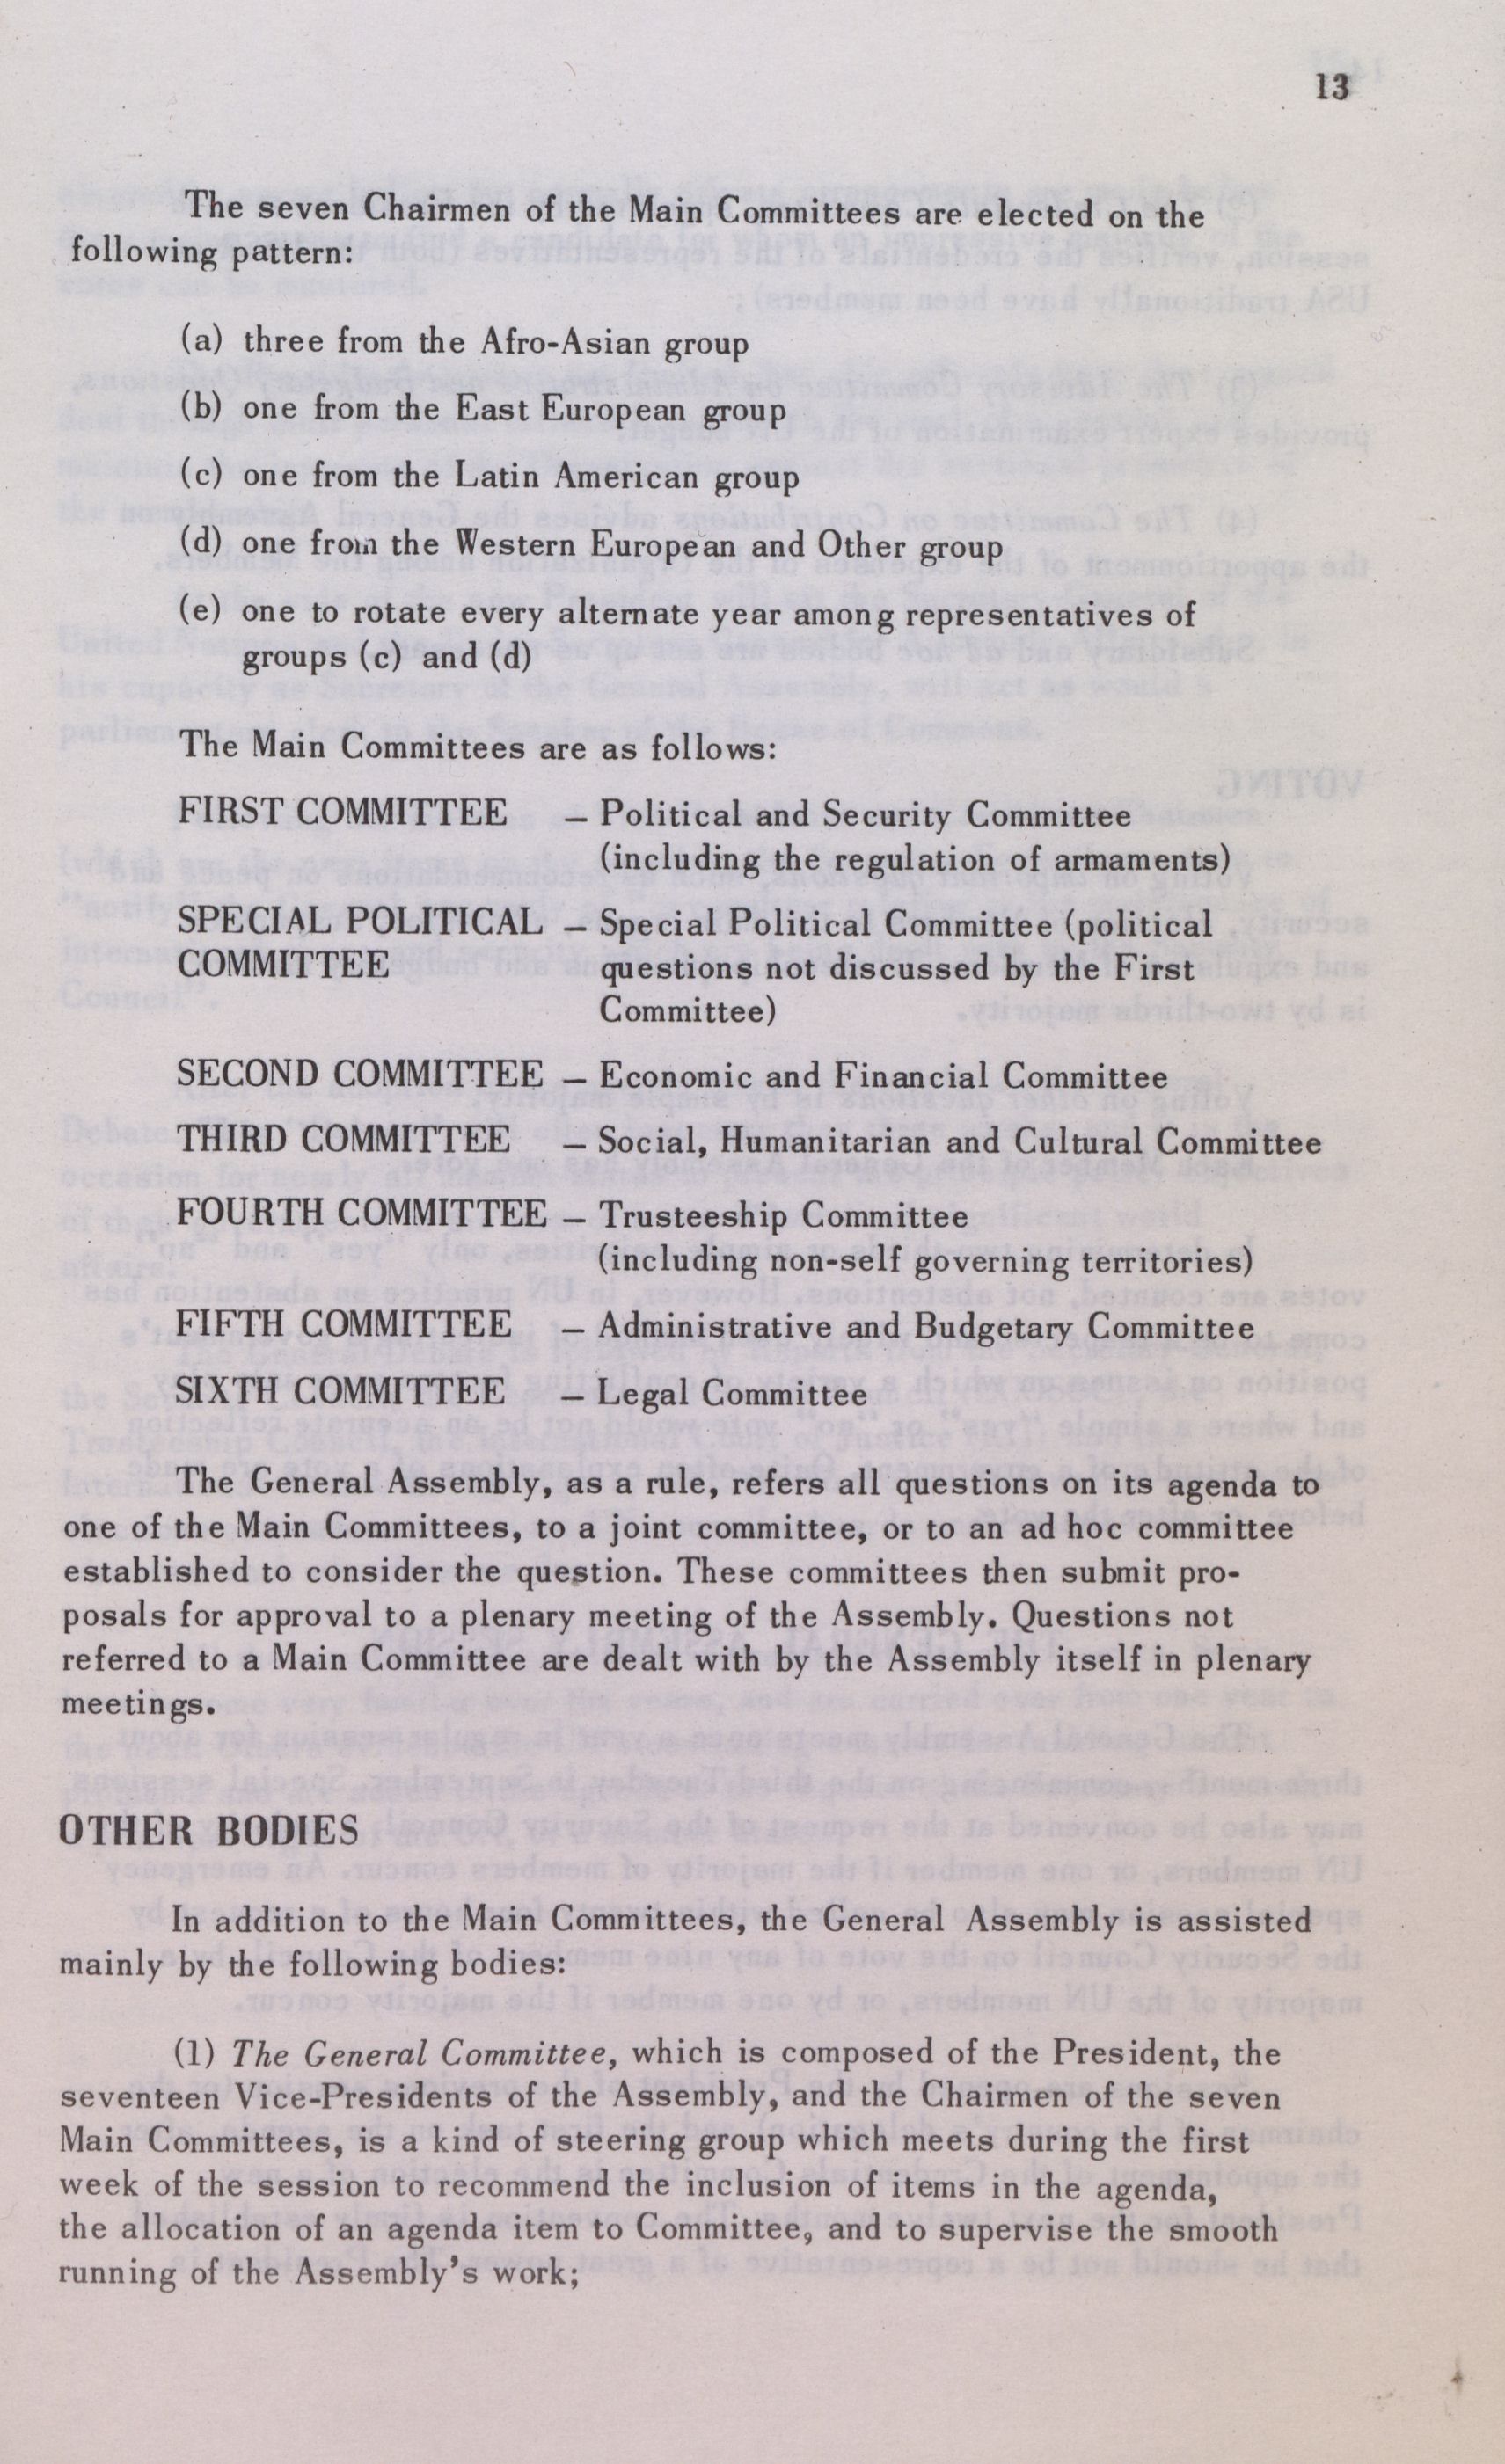 13
The seven Chairmen of the Main Committees are elected on the
following pattern:
(a) three from the Afro-Asian group
(b) one from the East European group
(c) one from the Latin American group
(d) one from the Western European and Other group
(e) one to rotate every alternate year among representatives of
groups (c) and (d)
The Main Committees are as follows:
FIRST COMMITTEE – Political and Security Committee
(including the regulation of armaments)
SPECIAL POLITICAL – Special Political Committee (political
COMMITTEE questions not discussed by the First
Committee)
SECOND COMMITTEE – Economic and Financial Committee
THIRD COMMITTEE – Social, Humanitarian and Cultural Committee
FOURTH COMMITTEE – Trusteeship Committee
(including non-self governing territories)
FIFTH COMMITTEE – Administrative and Budgetary Committee
SIXTH COMMITTEE – Legal Committee
The General Assembly, as a rule, refers all questions on its agenda to
one of the Main Committees, to a joint committee, or to an ad hoc committee
established to consider the question. These committees then submit pro-
posals for approval to a plenary meeting of the Assembly. Questions not
referred to a Main Committee are dealt with by the Assembly itself in plenary
meetings.
OTHER BODIES
In addition to the Main Committees, the General Assembly is assisted
mainly by the following bodies:
(1) The General Committee, which is composed of the President, the
seventeen Vice-Presidents of the Assembly, and the Chairmen of the seven
Main Committees, is a kind of steering group which meets during the first
week of the session to recommend the inclusion of items in the agenda,
the allocation of an agenda item to Committee, and to supervise the smooth
running of the Assembly's work;